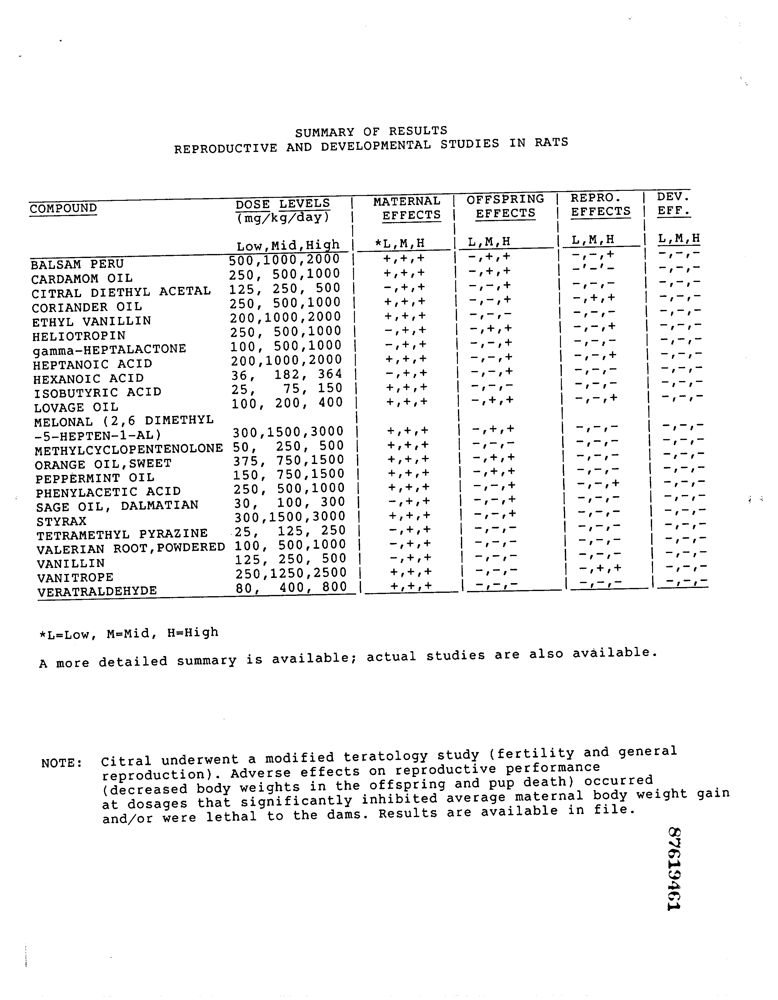 SUMMARY OF RESULTS
REPRODUCTIVE AND DEVELOPMENTAL STUDIES IN RATS
COMPOUND DOSE LEVELS | MATERNAL | OFFSPRING | REPRO. | DEV.
(mg/kg/day) | EFFECTS | EFFECTS | EFFECTS | EFF.
Low,Mid,High | *L,M,H | L,M,H | L,M,H | L,M,H
BALSAM PERU 500,1000,2000 | +,+,+ | -,+,+ | -,-,+ | -,-,-
CARDAMOM OIL 250, 500,1000 | +,+,+ | -,+,+ | -'-'- | -,-,-
CITRAL DIETHYL ACETAL 125, 250, 500 | -,+,+ | -,-,+ | -,-,- | -,-,-
CORIANDER OIL 250, 500,1000 | +,+,+ | -,-,+ | -,+,+ | -,-,-
ETHYL VANILLIN 200,1000,2000 | +,+,+ | -,-,- | -,-,- | -,-,-
HELIOTROPIN 250, 500,1000 | -,+,+ | -,+,+ | -,-,+ | -,-,-
gamma-HEPTALACTONE 100, 500,1000 | -,+,+ | -,-,+ | -,-,- | -,-,-
HEPTANOIC ACID 200,1000,2000 | +,+,+ | -,-,+ | -,-,+ | -,-,-
HEXANOIC ACID 36, 182, 364 | -,+,+ | -,-,+ | -,-,- | -,-,-
ISOBUTYRIC ACID 25, 75, 150 | +,+,+ | -,-,- | -,-,- | -,-,-
LOVAGE OIL 100, 200, 400 | +,+,+ | -,+,+ | -,-,+ | -,-,-
MELONAL (2,6 DIMETHYL
-5-HEPTEN-1-AL) 300,1500,3000 | +,+,+ | -,+,+ | -,-,- | -,-,-
METHYLCYCLOPENTENOLONE 50, 250, 500 | +,+,+ | -,-,- | -,-,- | -,-,-
ORANGE OIL,SWEET 375, 750,1500 | +,+,+ | -,+,+ | -,-,- | -,-,-
PEPPERMINT OIL 150, 750,1500 | +,+,+ | -,+,+ | -,-,- | -,-,-
PHENYLACETIC ACID 250, 500,1000 | +,+,+ | -,-,+ | -,-,+ | -,-,-
SAGE OIL, DALMATIAN 30, 100, 300 | -,+,+ | -,-,- | -,-,- | -,-,-
STYRAX 300,1500,3000 | +,+,+ | -,-,+ | -,-,- | -,-,-
TETRAMETHYL PYRAZINE 25, 125, 250 | -,+,+ | -,-,- | -,-,- | -,-,-
VALERIAN ROOT,POWDERED 100, 500,1000 | -,+,+ | -,-,- | -,-,- | -,-,-
VANILLIN 125, 250, 500 | -,+,+ | -,-,- | -,-,- | -,-,-
VANITROPE 250,1250,2500 | +,+,+ | -,-,- | -,+,+ | -,-,-
VERATRALDEHYDE 80, 400, 800 | +,+,+ | -,-,- | -,-,- | -,-,-
*L=Low, M=Mid, H=High
A more detailed summary is available; actual studies are also available.
NOTE: Citral underwent a modified teratology study (fertility and general
reproduction). Adverse effects on reproductive performance
(decreased body weights in the offspring and pup death) occurred
at dosages that significantly inhibited average maternal body weight gain
and/or were lethal to the dams. Results are available in file.
87619461